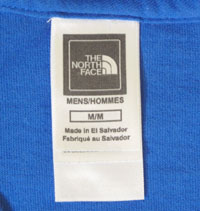 THE
NORTH
FACE
MENS/HOMMES
M/M
Made in El Salvador
Fabriqué au Salvador